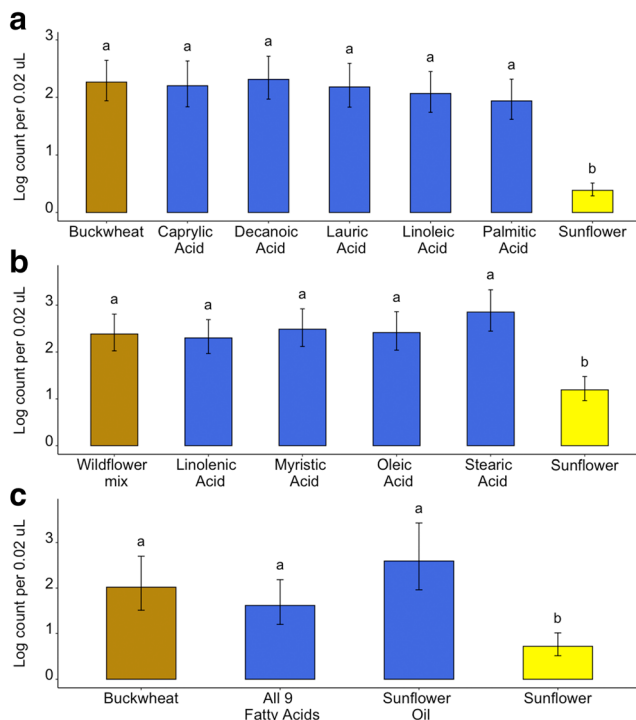 a
Log count per 0.02 uL
3
2
1
0
a
a
a
a
a
a
b
Buckwheat
Caprylic
Acid
Decanoic
Acid
Lauric
Acid
Linoleic
Acid
Palmitic
Acid
Sunflower
b
Log count per 0.02 uL
3
2
1
0
a
a
a
a
a
b
Wildflower
mix
Linolenic
Acid
Myristic
Acid
Oleic
Acid
Stearic
Acid
Sunflower
c
Log count per 0.02 uL
3
2
1
0
a
a
a
b
Buckwheat
All 9
Fatty Acids
Sunflower
Oil
Sunflower